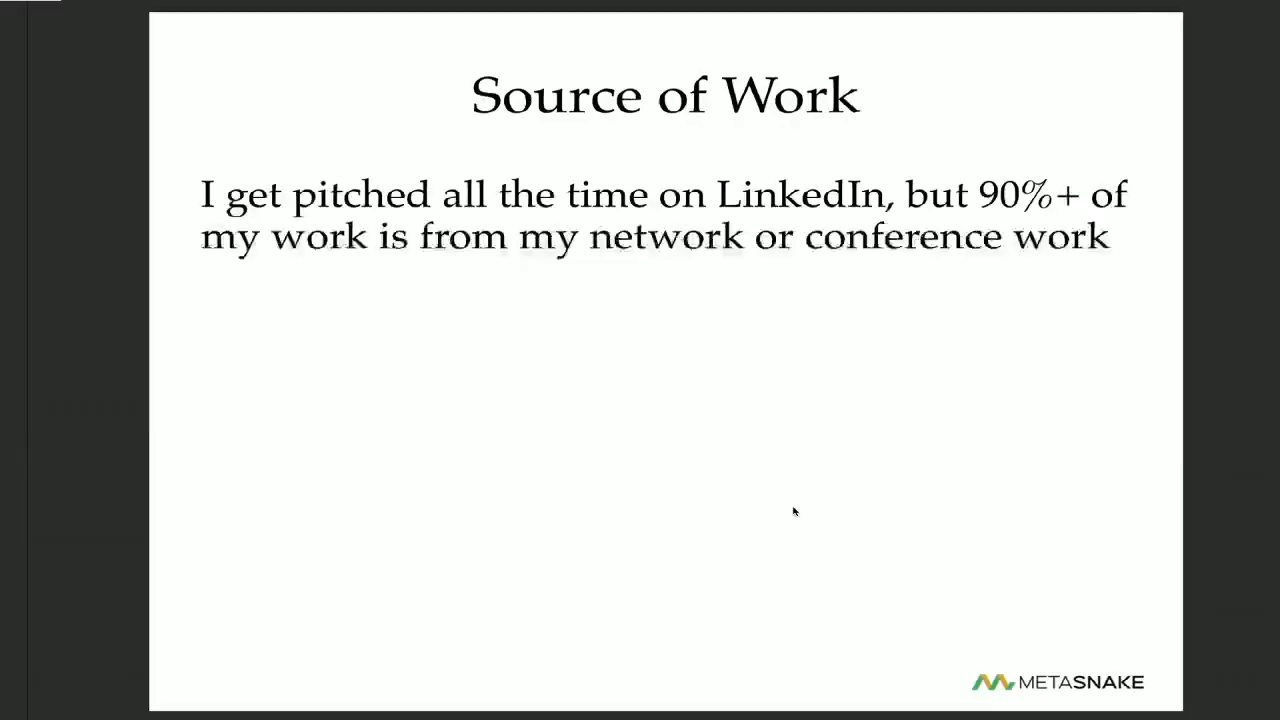 Source of Work
I get pitched all the time on LinkedIn, but 90%+ of
my work is from my network or conference work
METASNAKE